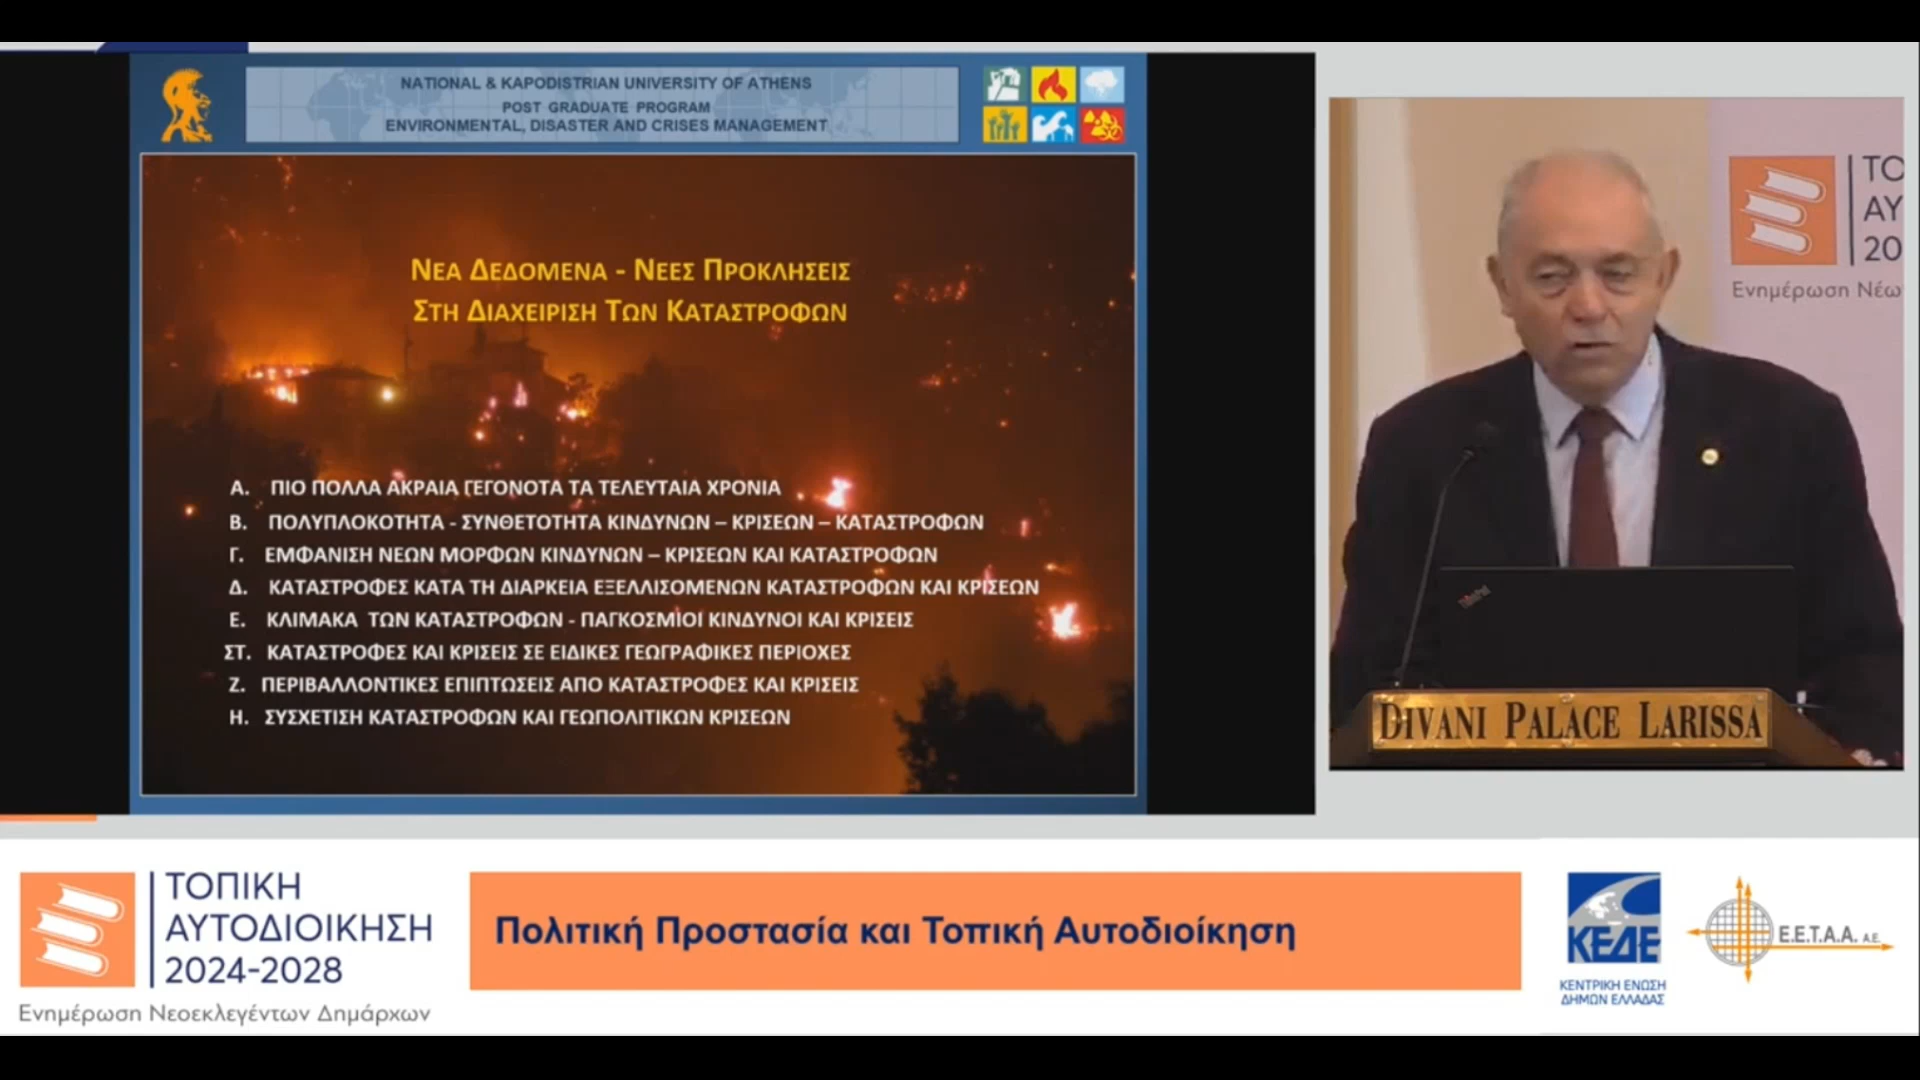 NATIONAL & KAPODISTRIAN UNIVERSITY OF ATHENS
POST GRADUATE PROGRAM
ENVIRONMENTAL, DISASTER AND CRISES MANAGEMENT
ΝΕΑ ΔΕΔΟΜΕΝΑ - ΝΕΕΣ ΠΡΟΚΛΗΣΕΙΣ
ΣΤΗ ΔΙΑΧΕΙΡΙΣΗ ΤΩΝ ΚΑΤΑΣΤΡΟΦΩΝ
Α. ΠΙΟ ΠΟΛΛΑ ΑΚΡΑΙΑ ΓΕΓΟΝΟΤΑ ΤΑ ΤΕΛΕΥΤΑΙΑ ΧΡΟΝΙΑ
Β. ΠΟΛΥΠΛΟΚΟΤΗΤΑ - ΣΥΝΘΕΤΟΤΗΤΑ ΚΙΝΔΥΝΩΝ – ΚΡΙΣΕΩΝ – ΚΑΤΑΣΤΡΟΦΩΝ
Γ. ΕΜΦΑΝΙΣΗ ΝΕΩΝ ΜΟΡΦΩΝ ΚΙΝΔΥΝΩΝ – ΚΡΙΣΕΩΝ ΚΑΙ ΚΑΤΑΣΤΡΟΦΩΝ
Δ. ΚΑΤΑΣΤΡΟΦΕΣ ΚΑΤΑ ΤΗ ΔΙΑΡΚΕΙΑ ΕΞΕΛΛΙΣΟΜΕΝΩΝ ΚΑΤΑΣΤΡΟΦΩΝ ΚΑΙ ΚΡΙΣΕΩΝ
Ε. ΚΛΙΜΑΚΑ ΤΩΝ ΚΑΤΑΣΤΡΟΦΩΝ - ΠΑΓΚΟΣΜΙΟΙ ΚΙΝΔΥΝΟΙ ΚΑΙ ΚΡΙΣΕΙΣ
ΣΤ. ΚΑΤΑΣΤΡΟΦΕΣ ΚΑΙ ΚΡΙΣΕΙΣ ΣΕ ΕΙΔΙΚΕΣ ΓΕΩΓΡΑΦΙΚΕΣ ΠΕΡΙΟΧΕΣ
Ζ. ΠΕΡΙΒΑΛΛΟΝΤΙΚΕΣ ΕΠΙΠΤΩΣΕΙΣ ΑΠΟ ΚΑΤΑΣΤΡΟΦΕΣ ΚΑΙ ΚΡΙΣΕΙΣ
Η. ΣΥΣΧΕΤΙΣΗ ΚΑΤΑΣΤΡΟΦΩΝ ΚΑΙ ΓΕΩΠΟΛΙΤΙΚΩΝ ΚΡΙΣΕΩΝ
ΤΟ
ΑΥ
20
Ενημέρωση Νέω
ThinkPad
DIVANI PALACE LARISSA
ΤΟΠΙΚΗ
ΑΥΤΟΔΙΟΙΚΗΣΗ
2024-2028
Ενημέρωση Νεοεκλεγέντων Δημάρχων
Πολιτική Προστασία και Τοπική Αυτοδιοίκηση
ΚΕΔΕ
ΚΕΝΤΡΙΚΗ ΕΝΩΣΗ
ΔΗΜΩΝ ΕΛΛΑΔΑΣ
Ε.Ε.Τ.Α.Α. Α.Ε.